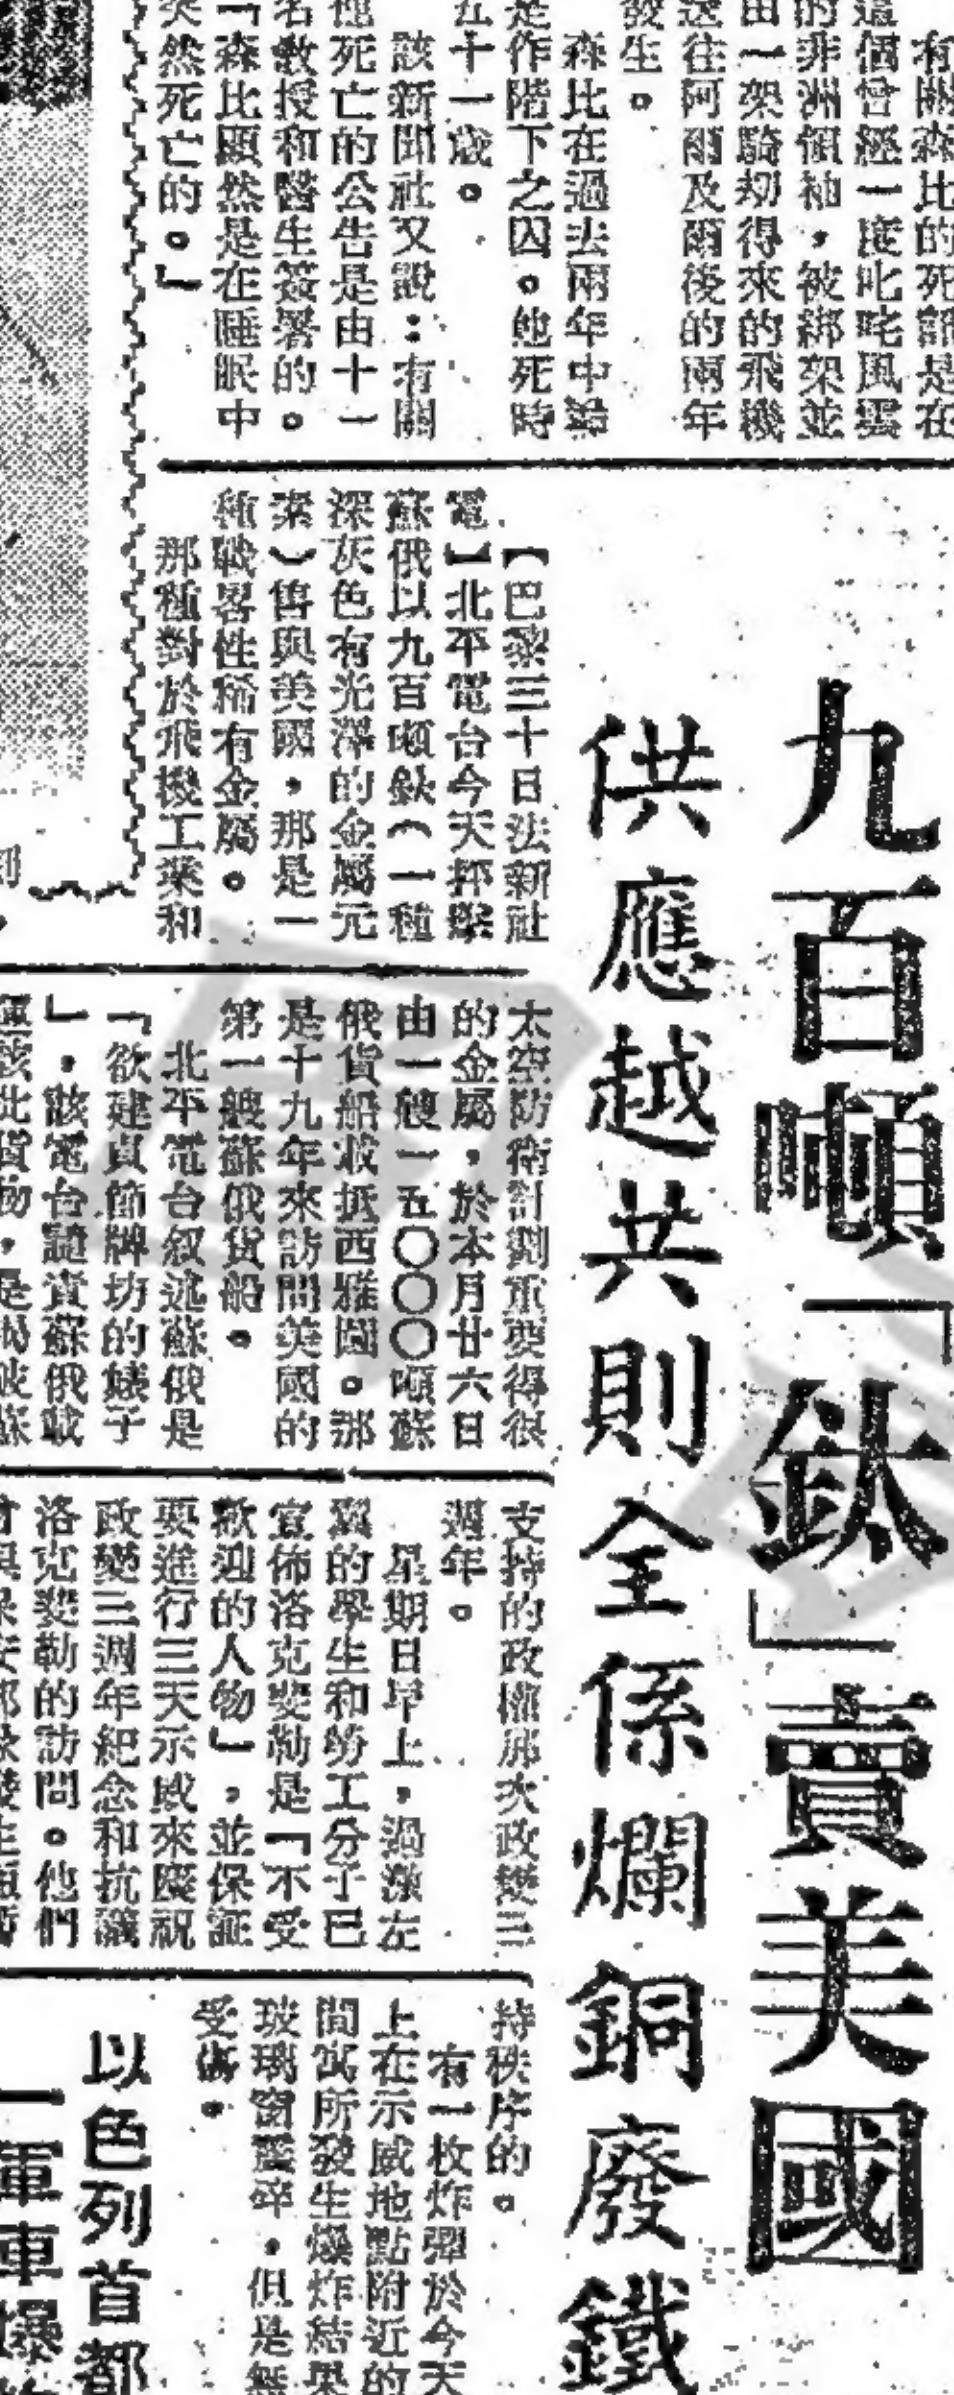 有關森比的死訊是在
這個曾經一度叱咤風雲
的非洲領袖,被綁架並
由一架騎刼得來的飛機
送往阿爾及爾後的兩年
發生。
森比在過去兩年中淪
是作階下之囚。他死時
五十一歲。
該新聞社又說:有關
他死亡的公告是由十一
名教授和醫生簽署的。
「森比顯然是在睡眠中
突然死亡的。」
九百噸「鈦」賣美國
供應越共則全係爛銅廢鐵
【巴黎三十日法新社
電】北平電台今天抨擊
蘇俄以九百噸鈦(一種
深灰色有光澤的金屬元
素)售與美國,那是一
種戰畧性稀有金屬。
那種對於飛機工業和
太空防衛計劃重要得很
的金屬,於本月廿六日
由一艘一五〇〇〇噸蘇
俄貨船載抵西雅圖。那
是十九年來訪問美國的
第一艘蘇俄貨船。
北平電台叙述蘇俄是
「欲建貞節牌坊的婊子
」,該電台譴責蘇俄載
運該批貨物,是揭破蘇
支持的政權那次政變三
週年。
星期日早上,過激左
翼的學生和勞工分子已
宣佈洛克斐勒是「不受
歡迎的人物」,並保証
要進行三天示威來慶祝
政變三週年紀念和抗議
洛克斐勒的訪問。他們
持秩序的。
有一枚炸彈於今天
上在示威地點附近的
間寓所發生爆炸結果
玻璃窗震碎,但是無
受傷。
以色列首都
一軍車爆